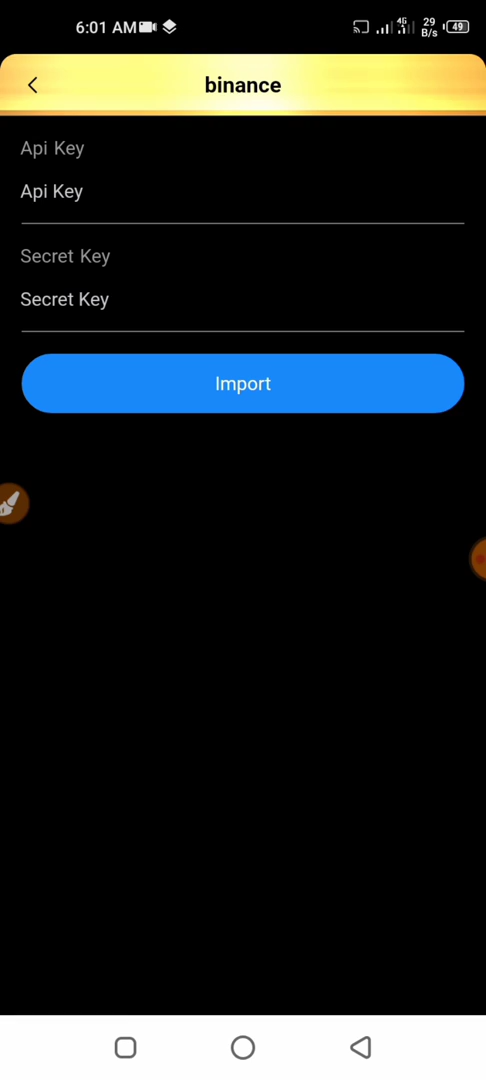 6:01 AM 4G 29 B/s 49
binance
Api Key
Api Key
Secret Key
Secret Key
Import